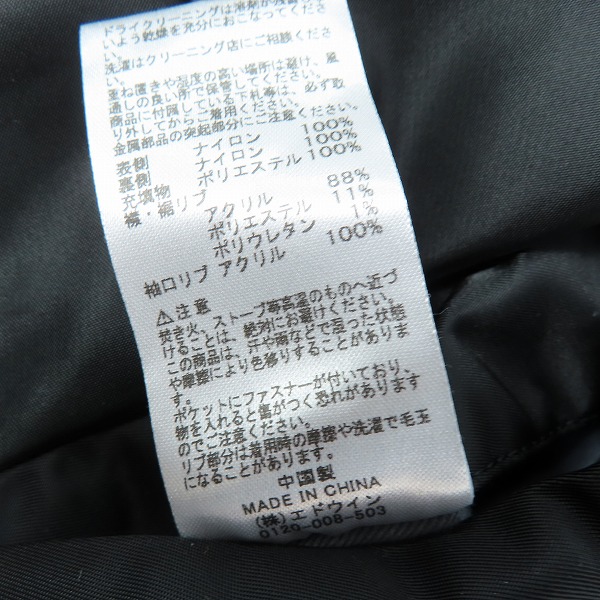 ドライクリーニングは溶剤が残らな
いよう乾燥を充分におこなってください。
洗濯はクリーニング店にご相談くださ
い。
重ね置きや湿度の高い場所は避け、風
通しの良い所で保管してください。
商品に付属している下札等は、必ず取
り外してからご着用ください。
金属部品の突起部分にご注意ください。
表側 ナイロン 100%
裏側 ナイロン 100%
充填物 ポリエステル 100%
襟・裾リブ
アクリル 88%
ポリエステル 11%
ポリウレタン 1%
袖口リブ アクリル 100%
⚠注意
焚き火、ストーブ等高温のものへ近づ
けることは、絶対にお避けください。
この商品は、汗や雨などで湿った状態
や摩擦により色移りすることがありま
す。
ポケットにファスナーが付いており、
物を入れると傷がつく恐れがあります
のでご注意ください。
リブ部分は着用時の摩擦や洗濯で毛玉
になることがあります。
中国製
MADE IN CHINA
(株)エドウイン
0120-008-503